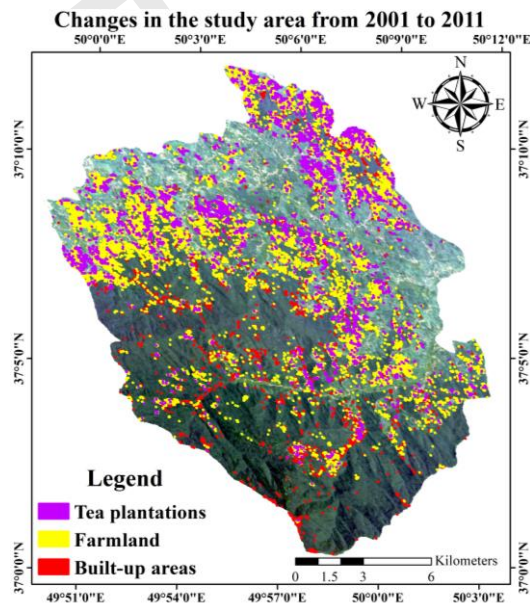 Changes in the study area from 2001 to 2011
50°0'0"E 50°3'0"E 50°6'0"E 50°9'0"E 50°12'0"E
N
W E
S
37°10'0"N 37°10'0"N
37°5'0"N 37°5'0"N
37°0'0"N 37°0'0"N
Legend
Tea plantations
Farmland
Built-up areas
Kilometers
0 1.5 3 6
49°51'0"E 49°54'0"E 49°57'0"E 50°0'0"E 50°3'0"E